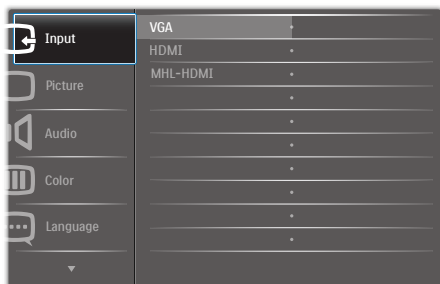 Input
Picture
Audio
Color
Language
VGA
HDMI
MHL-HDMI